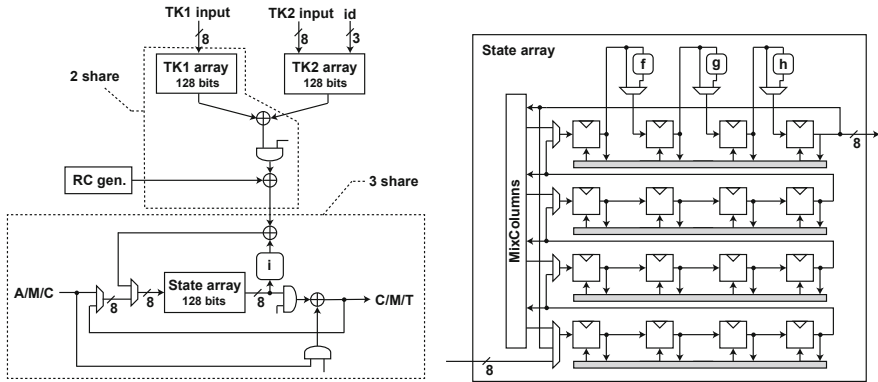 TK1 input
TK2 input id
8
8
3
TK1 array
128 bits
TK2 array
128 bits
2 share
RC gen.
3 share
i
A/M/C
8
8
State array
128 bits
8
C/M/T
State array
f
g
h
MixColumns
8
8